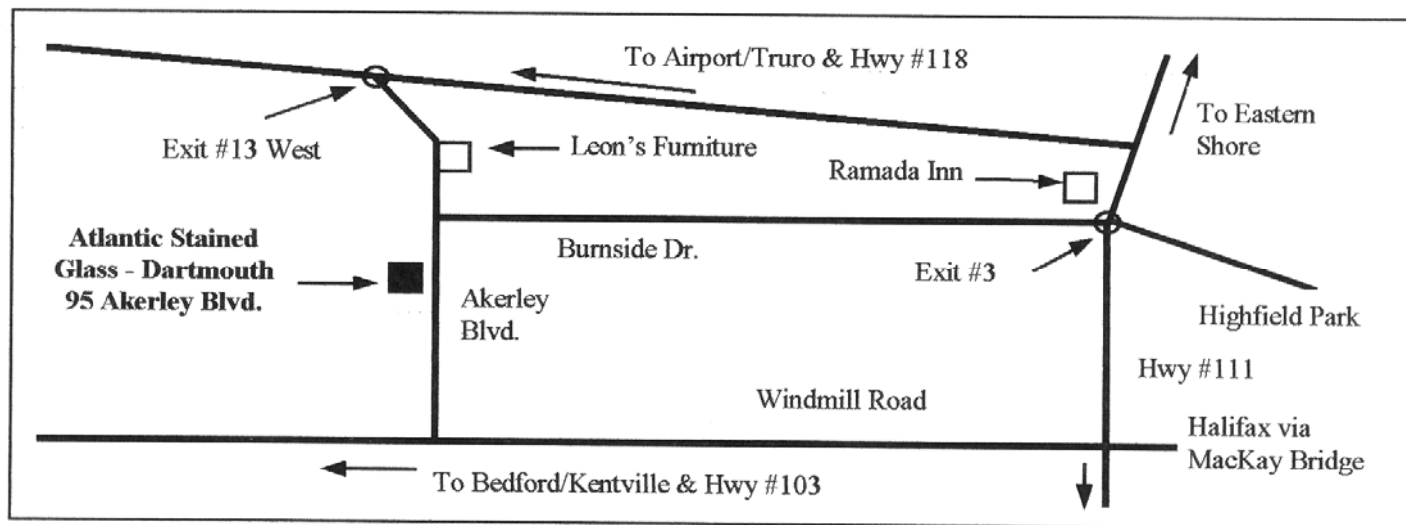 To Airport/Truro & Hwy #118
To Eastern
Shore
Exit #13 West
Leon's Furniture
Ramada Inn
Atlantic Stained
Glass - Dartmouth
95 Akerley Blvd.
Burnside Dr.
Exit #3
Akerley
Blvd.
Highfield Park
Hwy #111
Windmill Road
Halifax via
MacKay Bridge
To Bedford/Kentville & Hwy #103